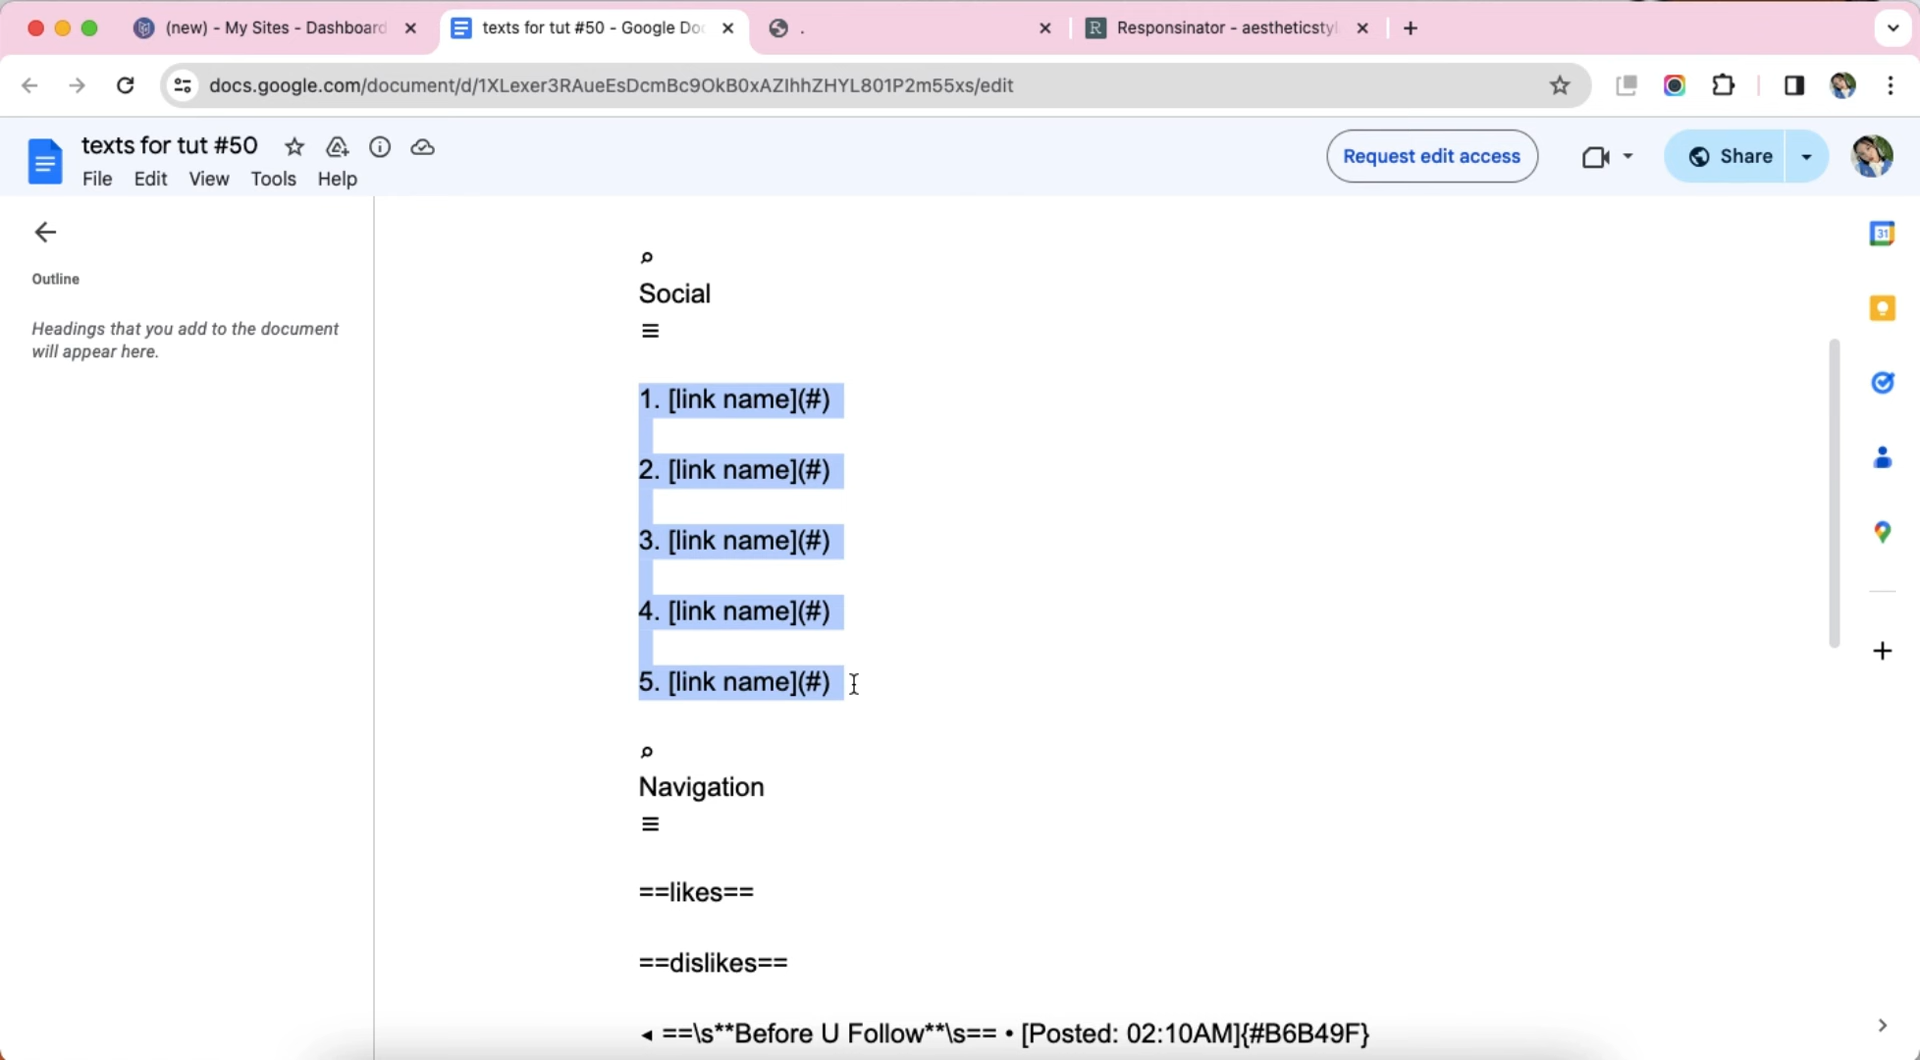 (new) - My Sites - Dashboard
texts for tut #50 - Google Do
.
R Responsinator - aestheticstyl
docs.google.com/document/d/1XLexer3RAueEsDcmBc9OkB0xAZIhhZHYL801P2m55xs/edit
texts for tut #50
Request edit access
Share
File Edit View Tools Help
31
Outline
Headings that you add to the document
will appear here.
Social
≡
1. [link name](#)
2. [link name](#)
3. [link name](#)
4. [link name](#)
5. [link name](#)
Navigation
≡
==likes==
==dislikes==
◂ ==\s**Before U Follow**\s== • [Posted: 02:10AM]{#B6B49F}